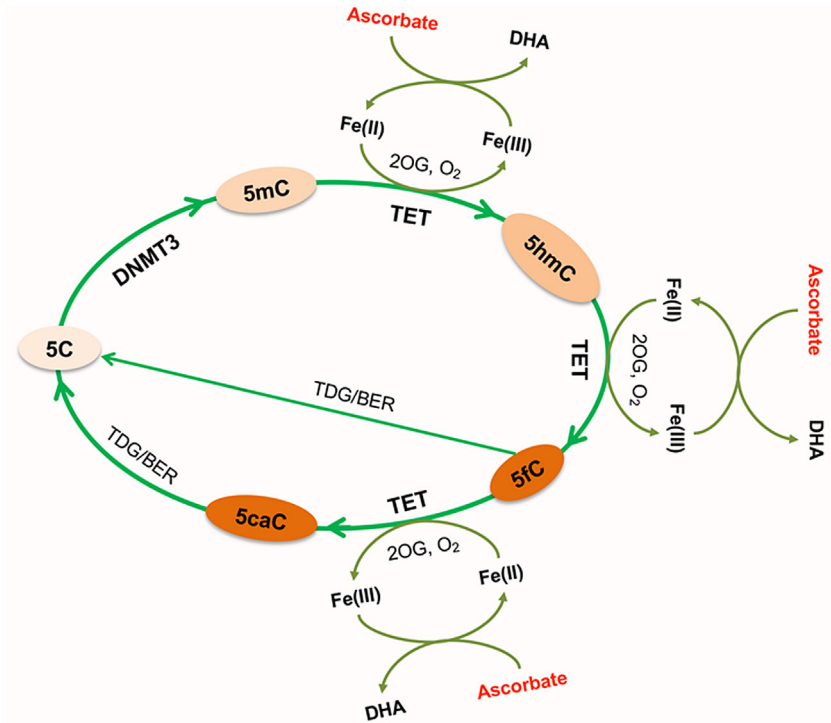 Ascorbate
DHA
Fe(II)
Fe(III)
2OG, O₂
5mC
TET
DNMT3
5hmC
Fe(II)
Ascorbate
2OG, O₂
TET
5C
TDG/BER
Fe(III)
DHA
TDG/BER
5fC
TET
5caC
2OG, O₂
Fe(III)
Fe(II)
Ascorbate
DHA